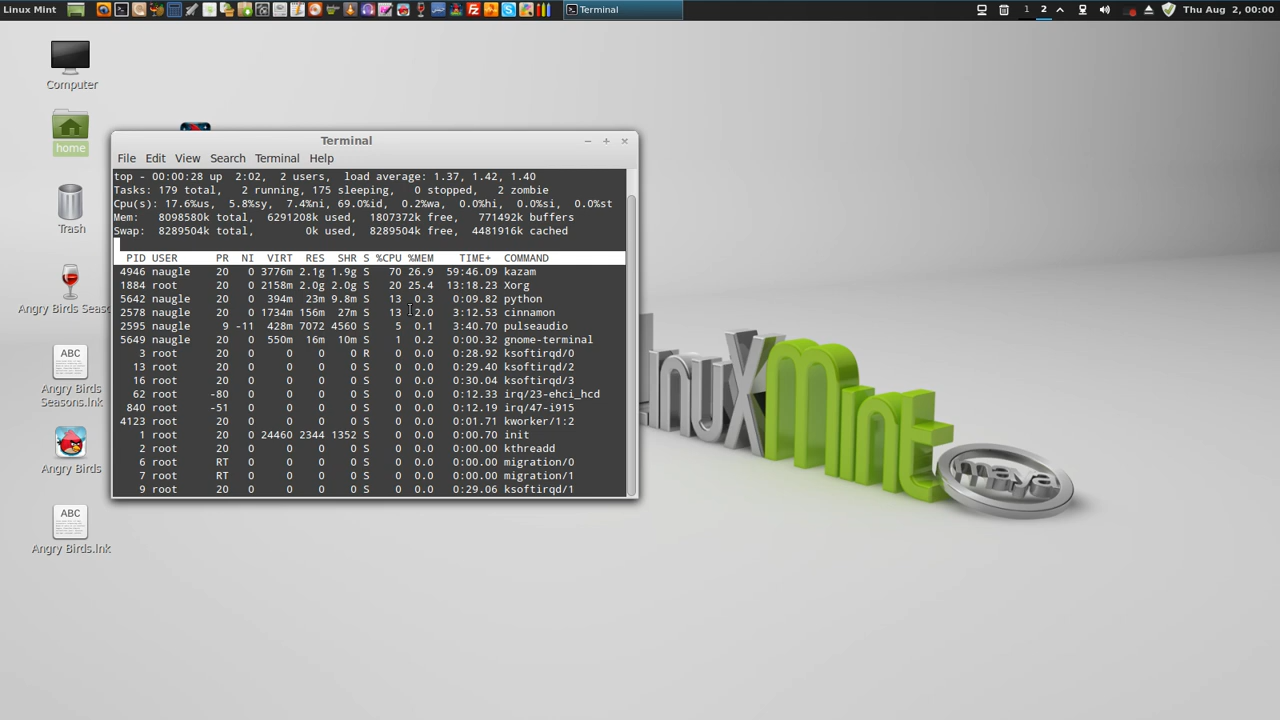 Linux Mint
Terminal
1 2
Thu Aug 2, 00:00
Computer
home
Trash
Angry Birds Seaso
ABC
Angry Birds
Seasons.lnk
Angry Birds
ABC
Angry Birds.lnk
Terminal
File Edit View Search Terminal Help
top - 00:00:28 up 2:02, 2 users, load average: 1.37, 1.42, 1.40
Tasks: 179 total, 2 running, 175 sleeping, 0 stopped, 2 zombie
Cpu(s): 17.6%us, 5.8%sy, 7.4%ni, 69.0%id, 0.2%wa, 0.0%hi, 0.0%si, 0.0%st
Mem: 8098580k total, 6291208k used, 1807372k free, 771492k buffers
Swap: 8289504k total, 0k used, 8289504k free, 4481916k cached
PID USER PR NI VIRT RES SHR S %CPU %MEM TIME+ COMMAND
4946 naugle 20 0 3776m 2.1g 1.9g S 70 26.9 59:46.09 kazam
1884 root 20 0 2158m 2.0g 2.0g S 20 25.4 13:18.23 Xorg
5642 naugle 20 0 394m 23m 9.8m S 13 0.3 0:09.82 python
2578 naugle 20 0 1734m 156m 27m S 13 2.0 3:12.53 cinnamon
2595 naugle 9 -11 428m 7072 4560 S 5 0.1 3:40.70 pulseaudio
5649 naugle 20 0 550m 16m 10m S 1 0.2 0:00.32 gnome-terminal
3 root 20 0 0 0 0 R 0 0.0 0:28.92 ksoftirqd/0
13 root 20 0 0 0 0 S 0 0.0 0:29.40 ksoftirqd/2
16 root 20 0 0 0 0 S 0 0.0 0:30.04 ksoftirqd/3
62 root -80 0 0 0 0 S 0 0.0 0:12.33 irq/23-ehci_hcd
840 root -51 0 0 0 0 S 0 0.0 0:12.19 irq/47-i915
4123 root 20 0 0 0 0 S 0 0.0 0:01.71 kworker/1:2
1 root 20 0 24460 2344 1352 S 0 0.0 0:00.70 init
2 root 20 0 0 0 0 S 0 0.0 0:00.00 kthreadd
6 root RT 0 0 0 0 S 0 0.0 0:00.00 migration/0
7 root RT 0 0 0 0 S 0 0.0 0:00.00 migration/1
9 root 20 0 0 0 0 S 0 0.0 0:29.06 ksoftirqd/1
LinuxMint
maya